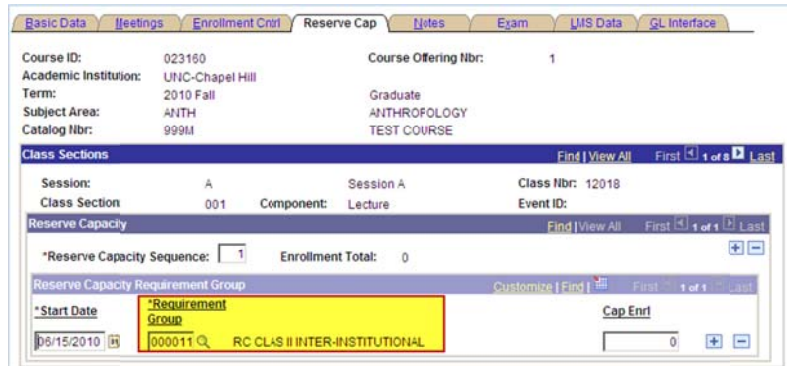 Basic Data Meetings Enrollment Cntrl Reserve Cap Notes Exam LMS Data GL Interface
Course ID: 023160 Course Offering Nbr: 1
Academic Institution: UNC-Chapel Hill
Term: 2010 Fall Graduate
Subject Area: ANTH ANTHROPOLOGY
Catalog Nbr: 999M TEST COURSE
Class Sections Find | View All First 1 of 8 Last
Session: A Session A Class Nbr: 12018
Class Section 001 Component: Lecture Event ID:
Reserve Capacity Find | View All First 1 of 1 Last
*Reserve Capacity Sequence: 1 Enrollment Total: 0
Reserve Capacity Requirement Group Customize | Find | First 1 of 1 Last
*Start Date *Requirement Group Cap Enrl
06/15/2010 000011 RC CLAS II INTER-INSTITUTIONAL 0